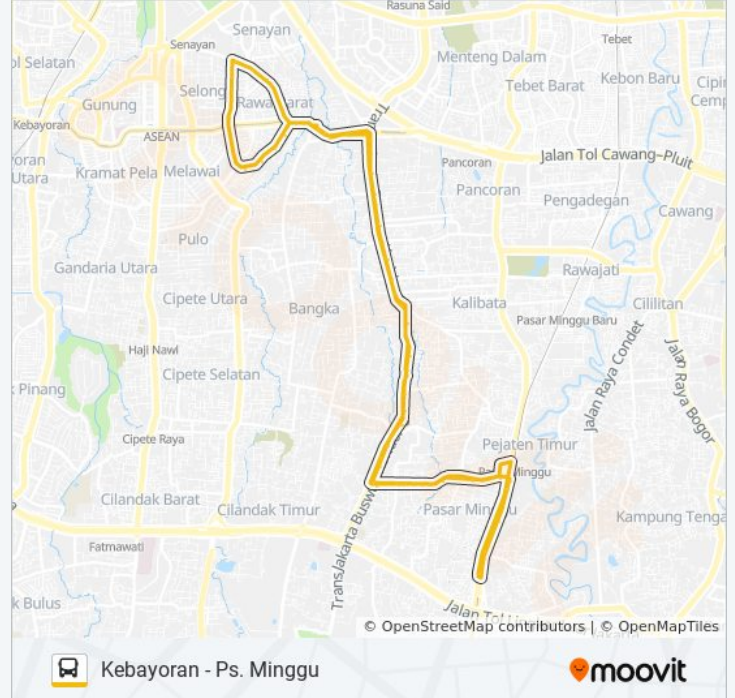 Rasuna Said
Senayan
Senayan
Tebet
ol Selatan
Menteng Dalam
Kebon Baru
Tebet Barat
Cipin
Cemp
Selong
Gunung
Rawa Barat
Kebayoran
ASEAN
Jalan Tol Cawang–Pluit
Pancoran
oran
Utara
Kramat Pela
Melawai
Pancoran
Pengadegan
Cawang
Pulo
Gandaria Utara
Rawajati
Cipete Utara
Bangka
Kalibata
Cililitan
Pasar Minggu Baru
Haji Nawi
Jalan Raya Condet
Jalan Raya Bogor
Cipete Selatan
Pinang
Cipete Raya
Pejaten Timur
Minggu
Cilandak Barat
Cilandak Timur
Pasar Minggu
Kampung Tenga
TransJakarta Busw
Fatmawati
k Bulus
Jalan Tol
© OpenStreetMap contributors | © OpenMapTiles
Kebayoran - Ps. Minggu
moovit